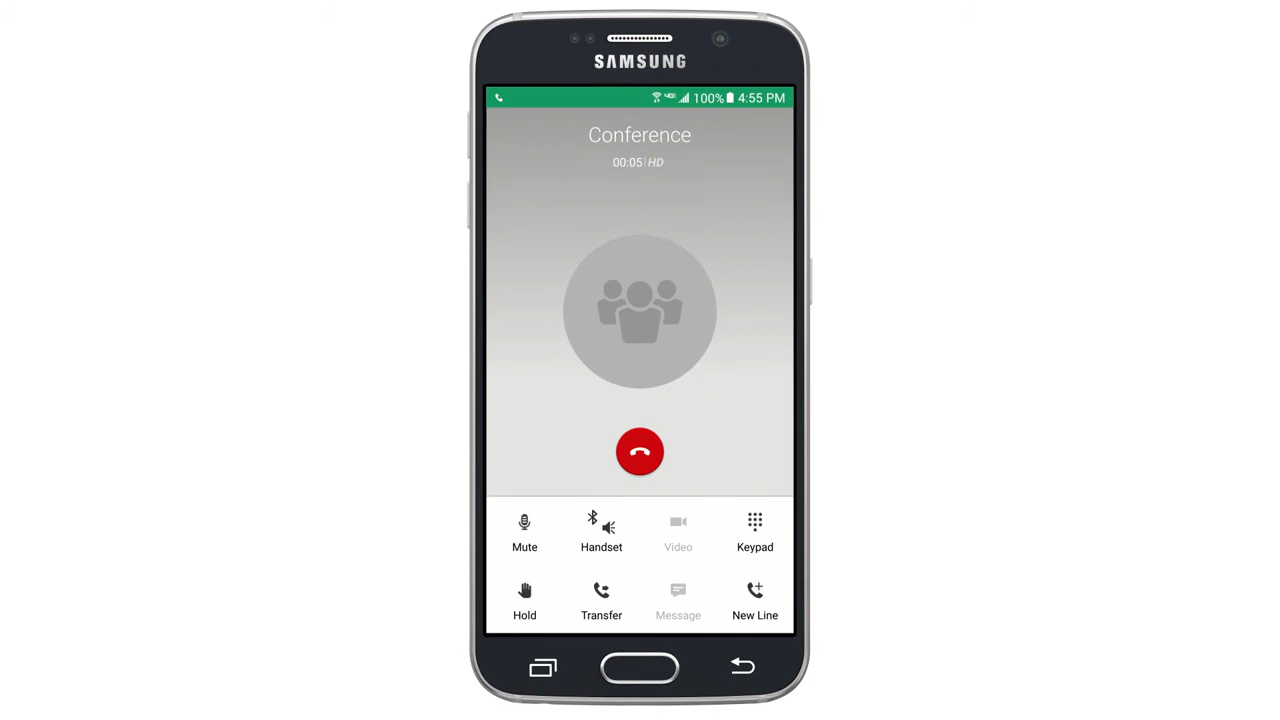 SAMSUNG
100% 4:55 PM
Conference
00:05 HD
Mute Handset Video Keypad
Hold Transfer Message New Line